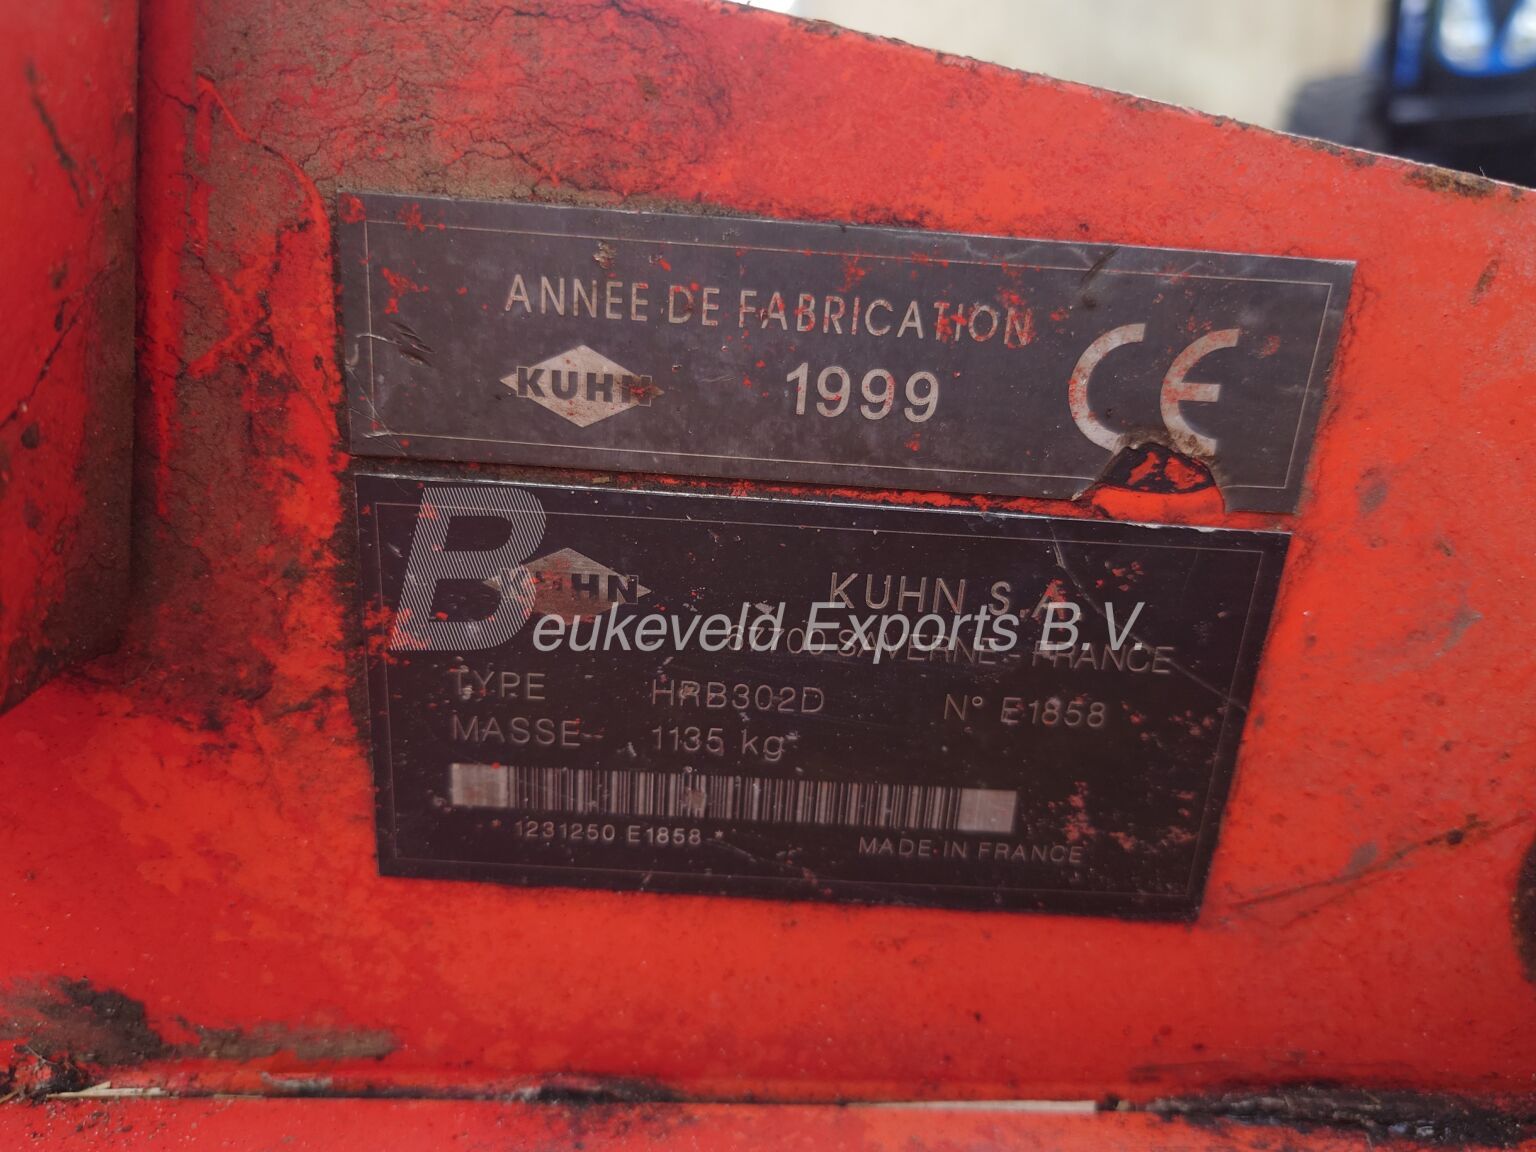 ANNEE DE FABRICATION
KUHN
1999
CE
KUHN
KUHN S.A.
67700 SAVERNE - FRANCE
Beukeveld Exports B.V.
TYPE HRB302D N° E1858
MASSE 1135 kg
* 1231250 E1858 *
MADE IN FRANCE